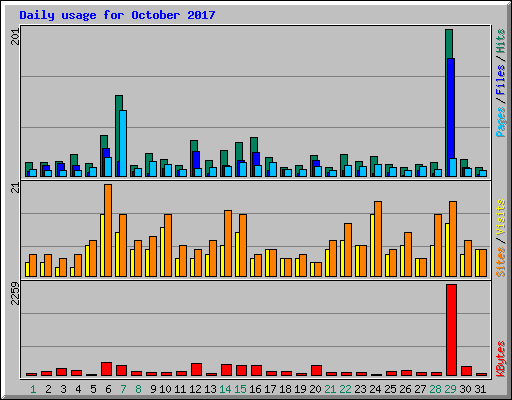 Daily usage for October 2017
201
Pages / Files / Hits
21
Sites / Visits
2259
KBytes
1 2 3 4 5 6 7 8 9 10 11 12 13 14 15 16 17 18 19 20 21 22 23 24 25 26 27 28 29 30 31